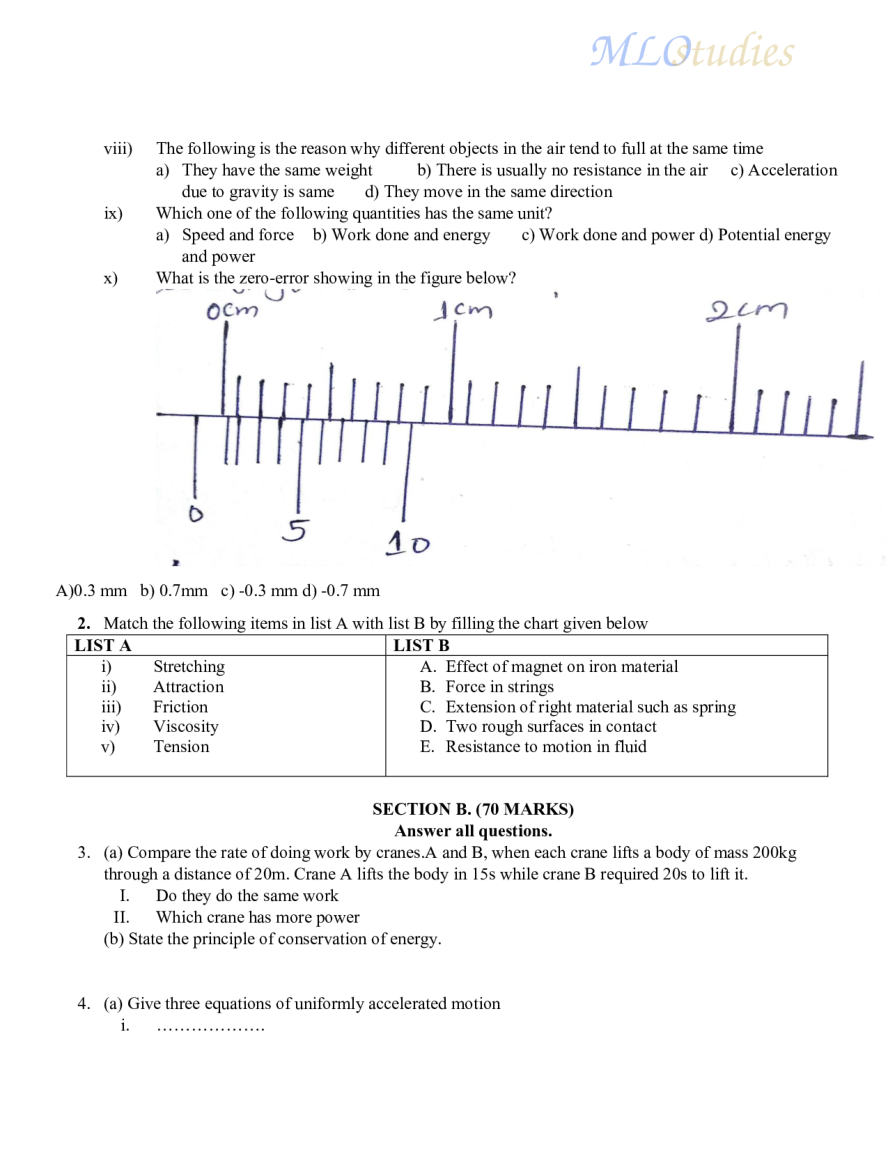 MLOstudies
viii) The following is the reason why different objects in the air tend to full at the same time
a) They have the same weight b) There is usually no resistance in the air c) Acceleration
due to gravity is same d) They move in the same direction
ix) Which one of the following quantities has the same unit?
a) Speed and force b) Work done and energy c) Work done and power d) Potential energy
and power
x) What is the zero-error showing in the figure below?
0cm 1cm 2cm
0 5 10
A)0.3 mm b) 0.7mm c) -0.3 mm d) -0.7 mm
2. Match the following items in list A with list B by filling the chart given below
LIST A LIST B
i) Stretching A. Effect of magnet on iron material
ii) Attraction B. Force in strings
iii) Friction C. Extension of right material such as spring
iv) Viscosity D. Two rough surfaces in contact
v) Tension E. Resistance to motion in fluid
SECTION B. (70 MARKS)
Answer all questions.
3. (a) Compare the rate of doing work by cranes.A and B, when each crane lifts a body of mass 200kg
through a distance of 20m. Crane A lifts the body in 15s while crane B required 20s to lift it.
I. Do they do the same work
II. Which crane has more power
(b) State the principle of conservation of energy.
4. (a) Give three equations of uniformly accelerated motion
i. ……………….